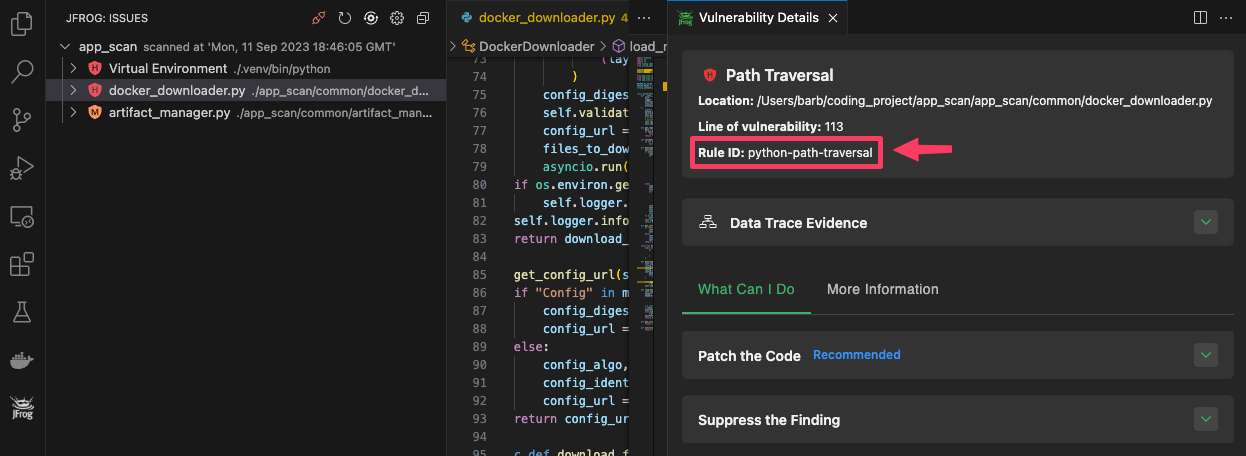 JFROG: ISSUES
app_scan scanned at 'Mon, 11 Sep 2023 18:46:05 GMT'
Virtual Environment ./.venv/bin/python
docker_downloader.py ./app_scan/common/docker_d...
artifact_manager.py ./app_scan/common/artifact_man...
JFrog
docker_downloader.py 4
DockerDownloader load_r
73 (lay
74 )
75 config_diges
76 self.validat
77 config_url =
78 files_to_dow
79 asyncio.run(
80 if os.environ.ge
81 self.logger.
82 self.logger.info
83 return download_
84
85 get_config_url(s
86 if "Config" in m
87 config_diges
88 config_url =
89 else:
90 config_algo,
91 config_ident
92 config_url =
93 return config_ur
94
95 c def download f
Vulnerability Details
Path Traversal
Location: /Users/barb/coding_project/app_scan/app_scan/common/docker_downloader.py
Line of vulnerability: 113
Rule ID: python-path-traversal
Data Trace Evidence
What Can I Do More Information
Patch the Code Recommended
Suppress the Finding